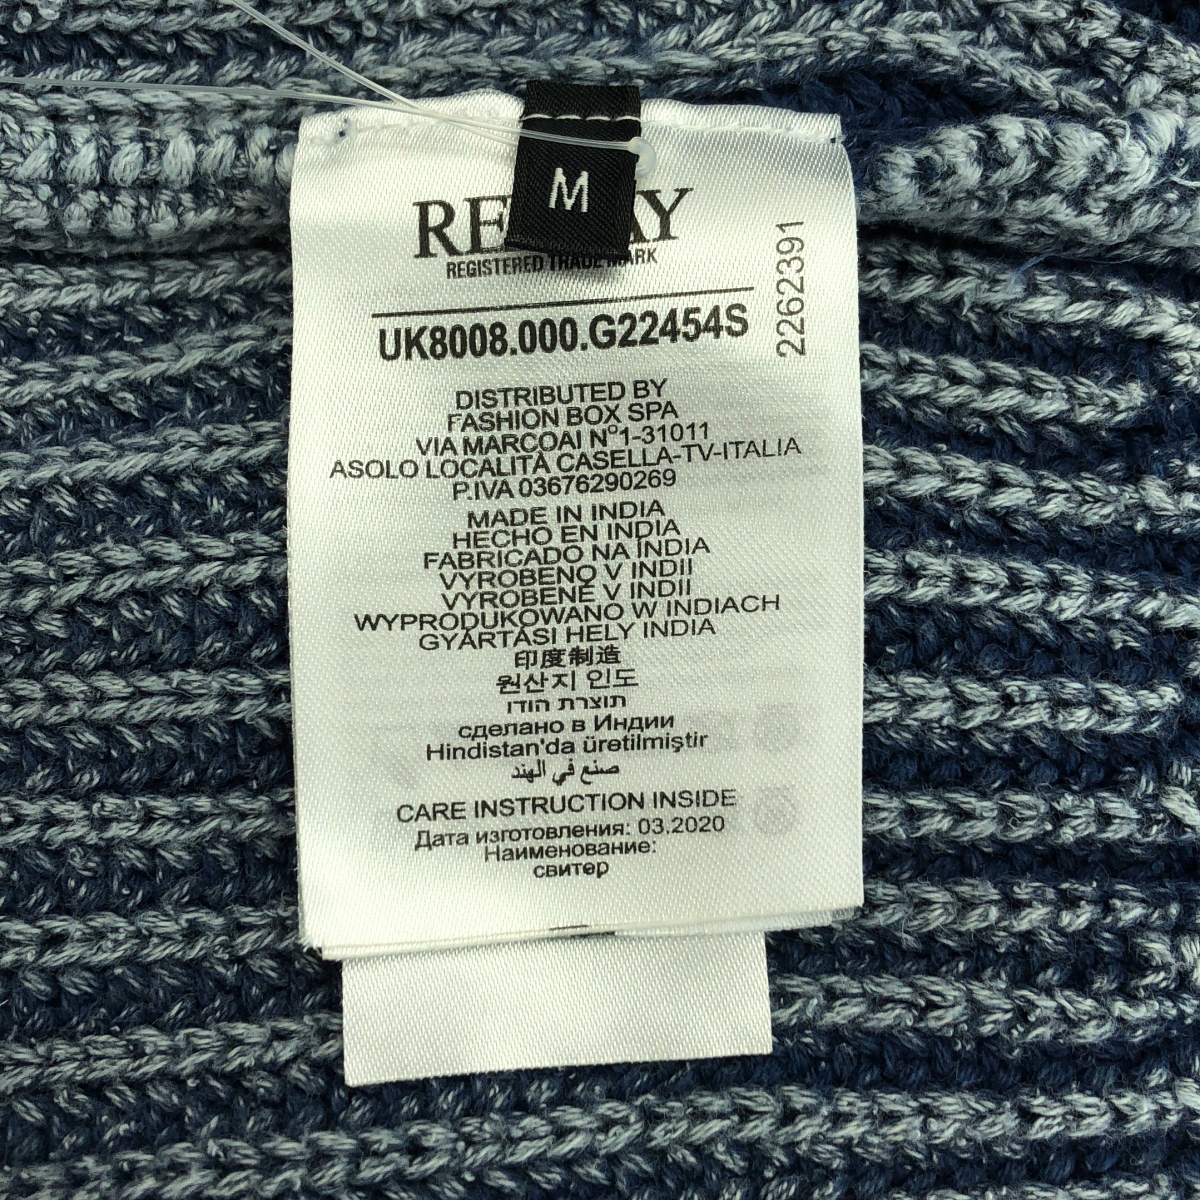 M
REGISTERED TRADE MARK
UK8008.000.G22454S
2262391
DISTRIBUTED BY
FASHION BOX SPA
VIA MARCOAI N°1-31011
ASOLO LOCALITÀ CASELLA-TV-ITALIA
P.IVA 03676290269
MADE IN INDIA
HECHO EN INDIA
FABRICADO NA ÍNDIA
VYROBENO V INDII
VYROBENÉ V INDII
WYPRODUKOWANO W INDIACH
GYÁRTÁSI HELY INDIA
印度制造
원산지 인도
תוצרת הודו
сделано в Индии
Hindistan'da üretilmiştir
صنع في الهند
CARE INSTRUCTION INSIDE
Дата изготовления: 03.2020
Наименование:
свитер